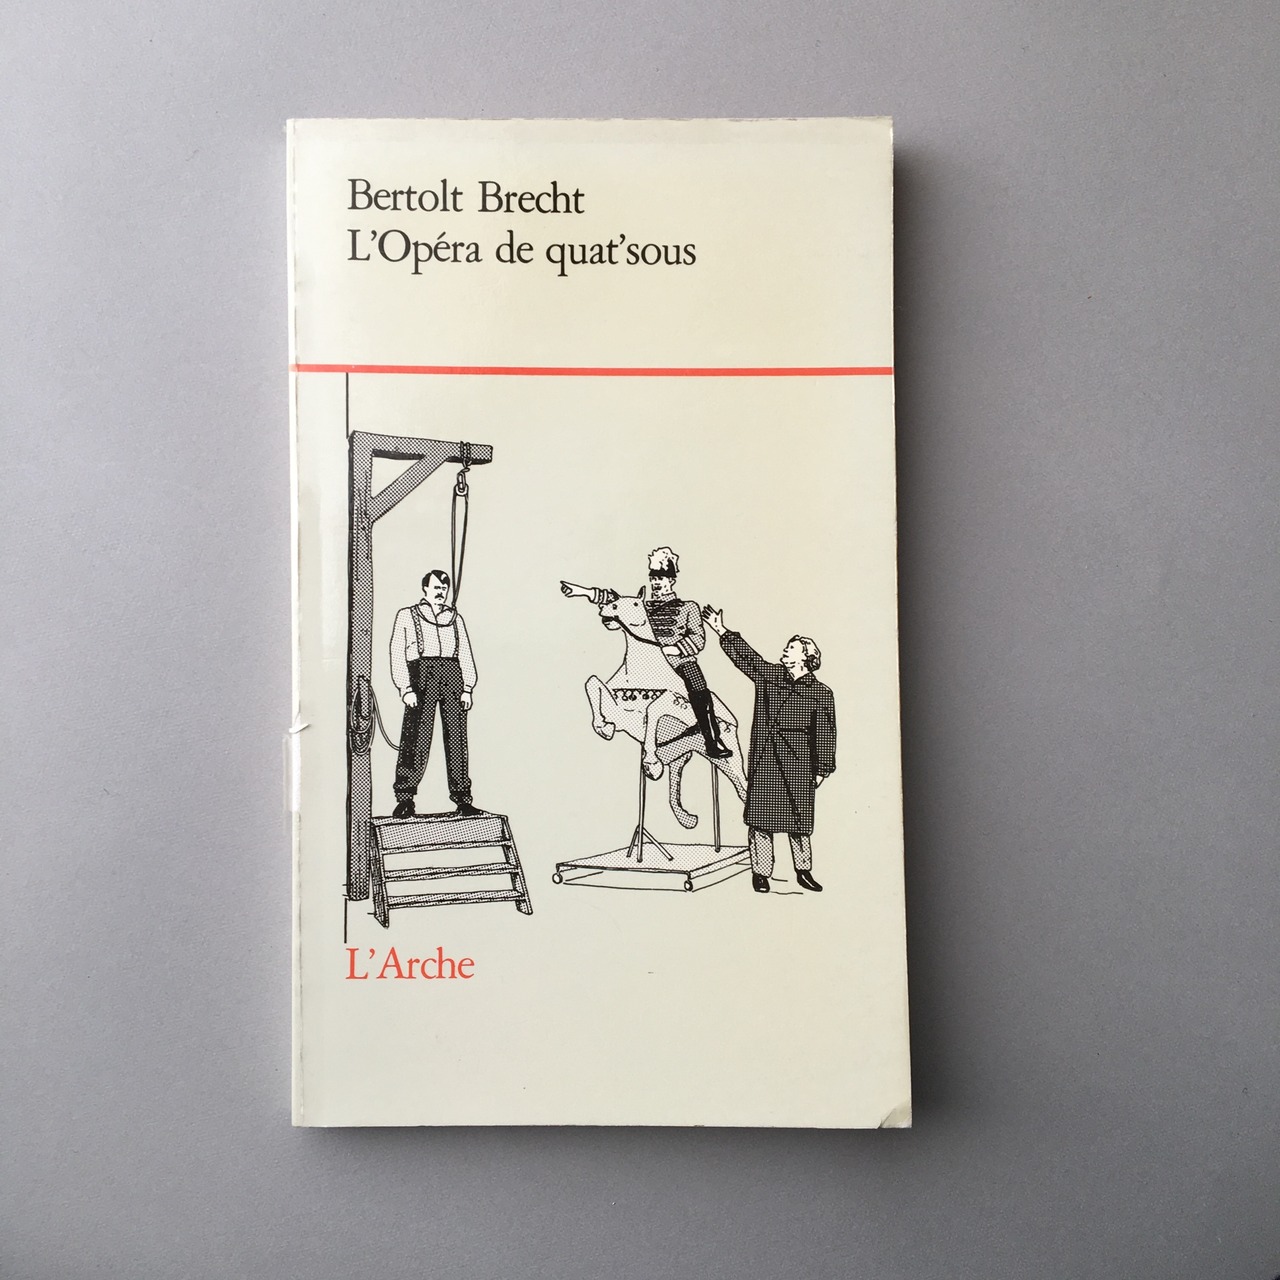 Bertolt Brecht
L'Opéra de quat'sous
L'Arche